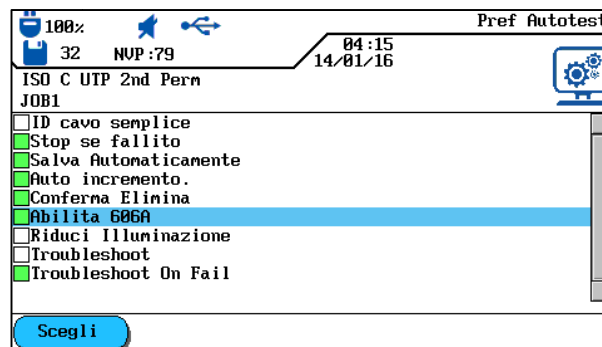 100% Pref Autotest
04:15
32 NVP:79
14/01/16
ISO C UTP 2nd Perm
JOB1
ID cavo semplice
Stop se fallito
Salva Automaticamente
Auto incremento.
Conferma Elimina
Abilita 606A
Riduci Illuminazione
Troubleshoot
Troubleshoot On Fail
Scegli